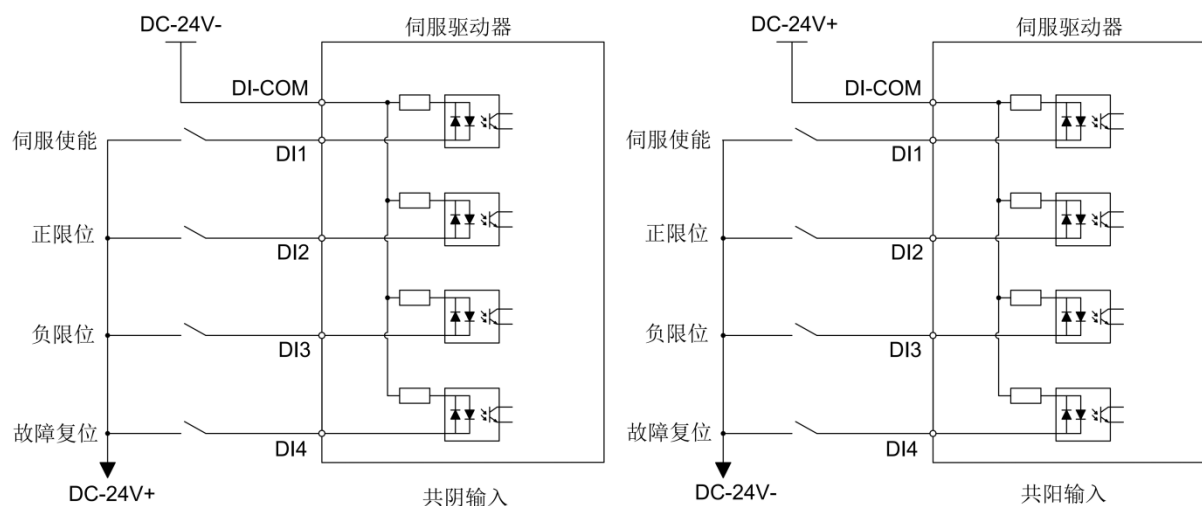 DC-24V-
伺服驱动器
DI-COM
伺服使能
DI1
正限位
DI2
负限位
DI3
故障复位
DI4
DC-24V+
共阴输入
DC-24V+
伺服驱动器
DI-COM
伺服使能
DI1
正限位
DI2
负限位
DI3
故障复位
DI4
DC-24V-
共阳输入